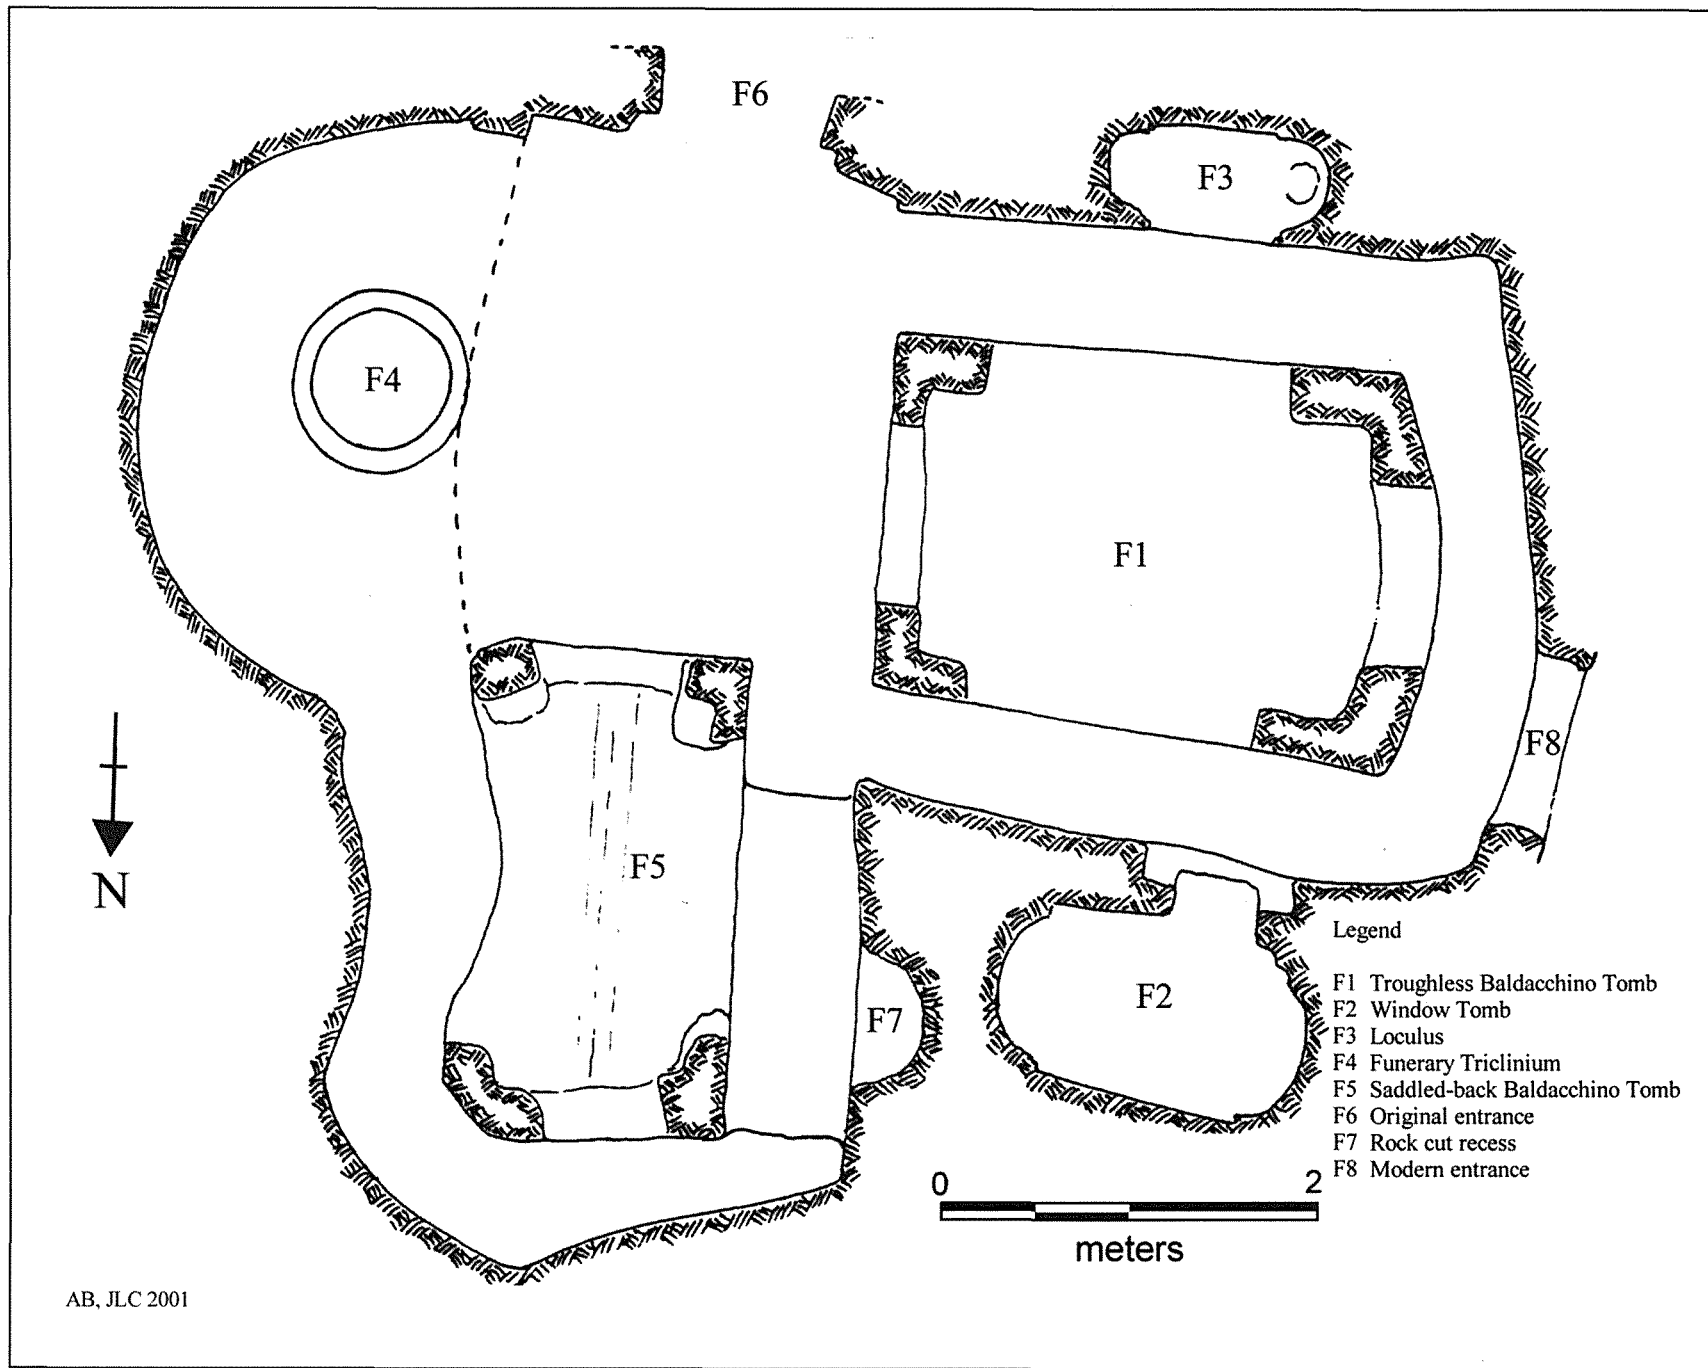 F6
F3
F4
F1
F8
F5
N
F2
F7
Legend
F1 Troughless Baldacchino Tomb
F2 Window Tomb
F3 Loculus
F4 Funerary Triclinium
F5 Saddled-back Baldacchino Tomb
F6 Original entrance
F7 Rock cut recess
F8 Modern entrance
0 2
meters
AB, JLC 2001